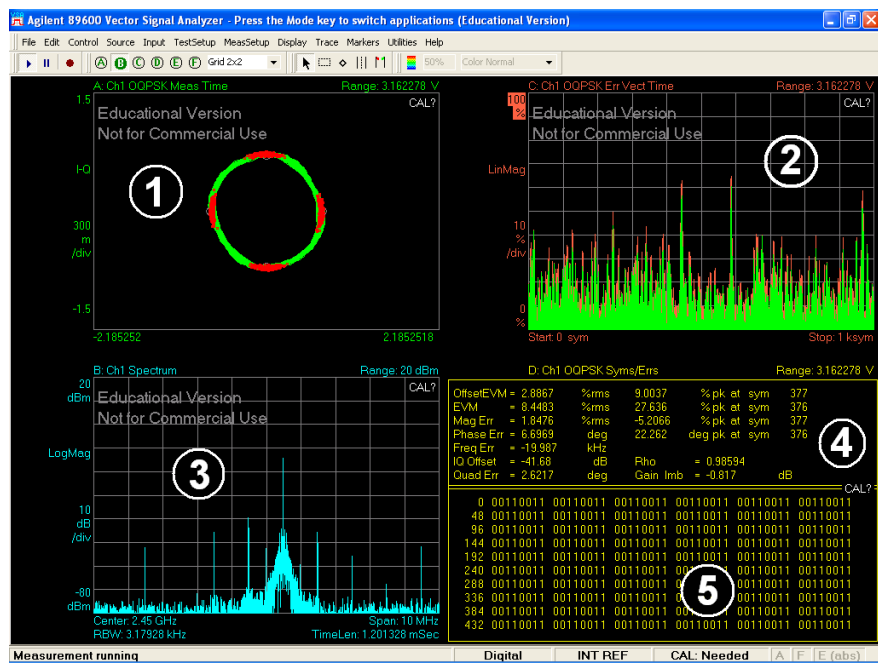 Agilent 89600 Vector Signal Analyzer - Press the Mode key to switch applications (Educational Version)
File Edit Control Source Input TestSetup MeasSetup Display Trace Markers Utilities Help
A B C D E F Grid 2x2 50% Color Normal
A: Ch1 OQPSK Meas Time Range: 3.162278 V
1.5
CAL?
Educational Version
Not for Commercial Use
1
I-Q
300
m
/div
-1.5
-2.185252 2.1852518
C: Ch1 OQPSK Err Vect Time Range: 3.162278 V
100
%
CAL?
Educational Version
Not for Commercial Use
2
LinMag
10
%
/div
0
%
Start: 0 sym Stop: 1 ksym
B: Ch1 Spectrum Range: 20 dBm
20
dBm
CAL?
Educational Version
Not for Commercial Use
LogMag
3
10
dB
/div
-80
dBm
Center: 2.45 GHz Span: 10 MHz
RBW: 3.17928 kHz TimeLen: 1.201328 mSec
D: Ch1 OQPSK Syms/Errs Range: 3.162278 V
OffsetEVM = 2.8867 %rms 9.0037 % pk at sym 377
EVM = 8.4483 %rms 27.636 % pk at sym 376
Mag Err = 1.8476 %rms -5.2066 % pk at sym 377
Phase Err = 6.6969 deg 22.262 deg pk at sym 376
Freq Err = -19.987 kHz
IQ Offset = -41.68 dB Rho = 0.98594
Quad Err = 2.6217 deg Gain Imb = -0.817 dB
4
CAL?
0 00110011 00110011 00110011 00110011 00110011 00110011
48 00110011 00110011 00110011 00110011 00110011 00110011
96 00110011 00110011 00110011 00110011 00110011 00110011
144 00110011 00110011 00110011 00110011 00110011 00110011
192 00110011 00110011 00110011 00110011 00110011 00110011
240 00110011 00110011 00110011 00110011 00110011
288 00110011 00110011 00110011 00110011 00110011
336 00110011 00110011 00110011 00110011 00110011
384 00110011 00110011 00110011 00110011 00110011
432 00110011 00110011 00110011 00110011 00110011 00110011
5
Measurement running Digital INT REF CAL: Needed A F E (abs)